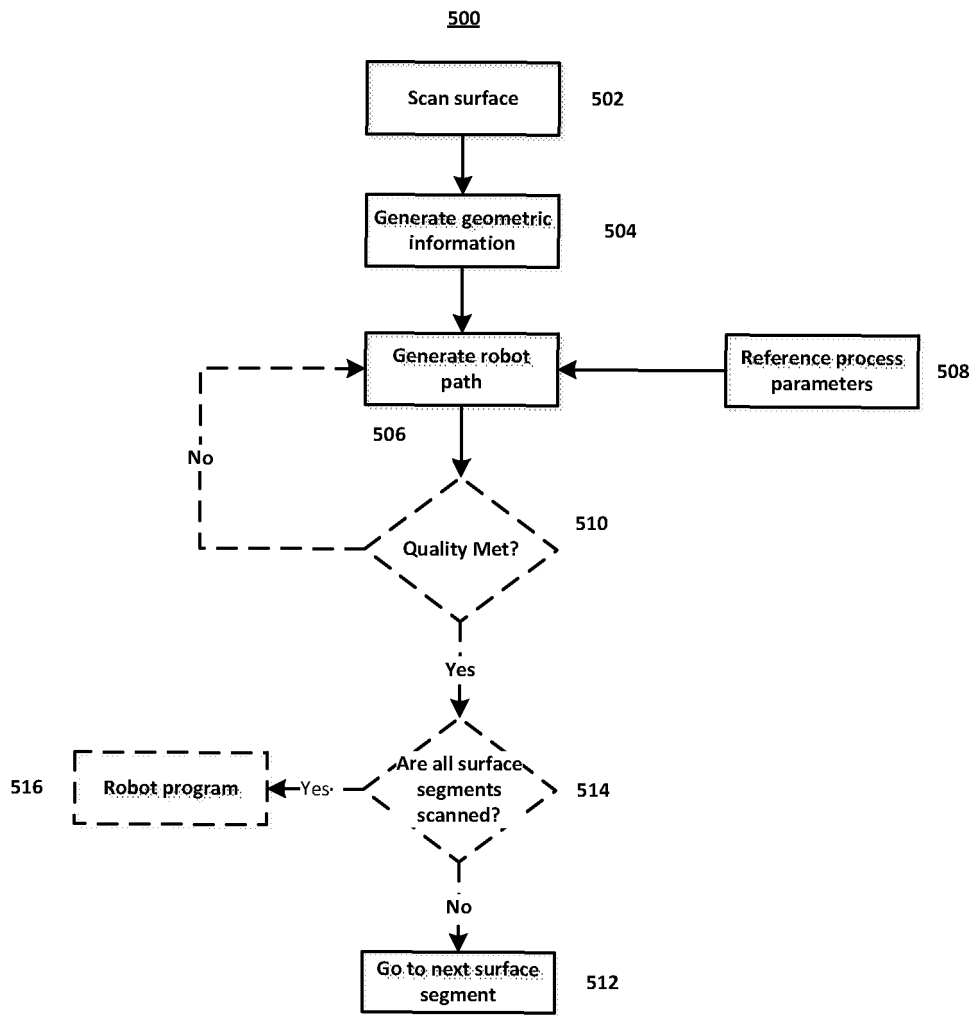 500
Scan surface
502
Generate geometric
information
504
Generate robot
path
506
Reference process
parameters
508
No
Quality Met?
510
Yes
Are all surface
segments
scanned?
514
Yes
Robot program
516
No
Go to next surface
segment
512